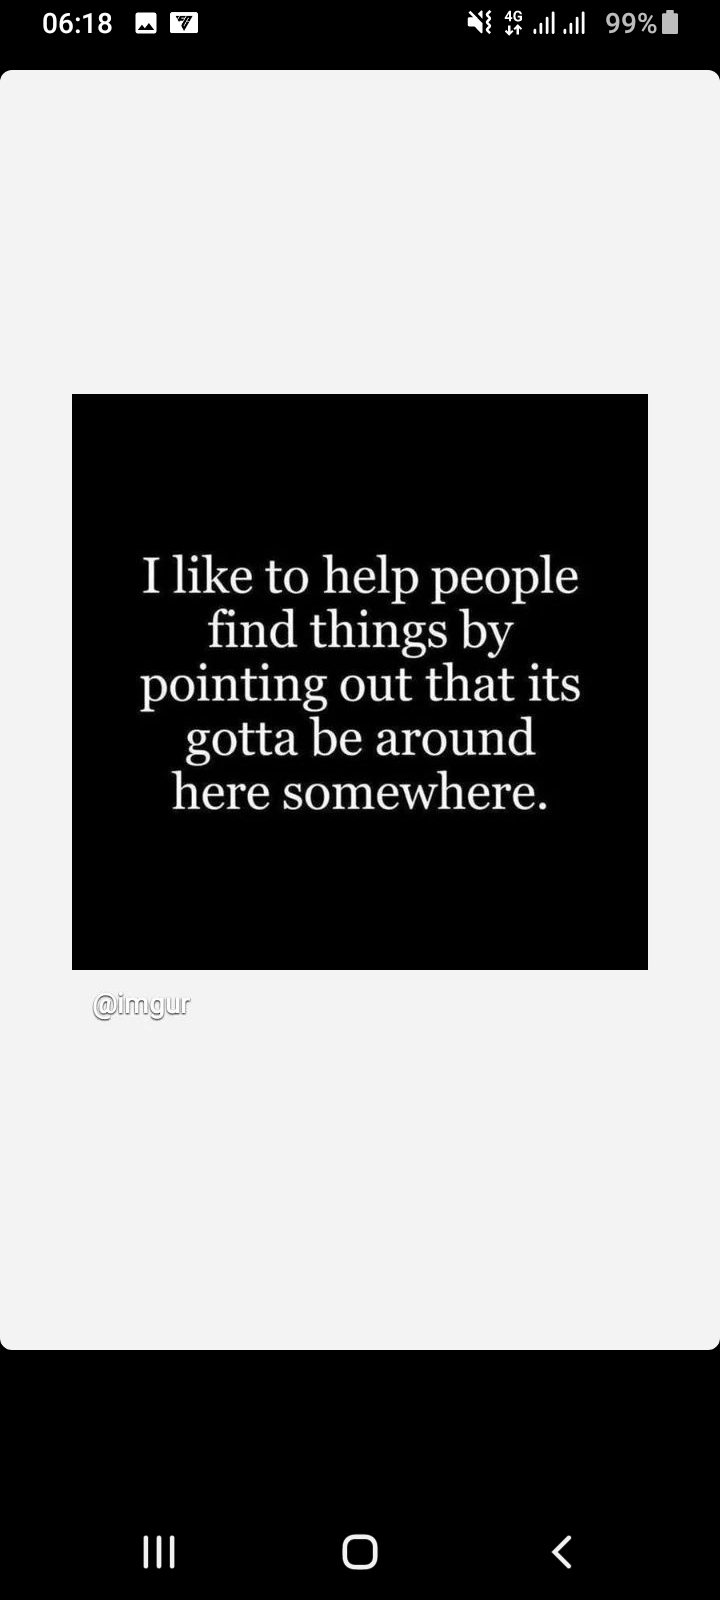 06:18
4G
99%
I like to help people
find things by
pointing out that its
gotta be around
here somewhere.
@imgur